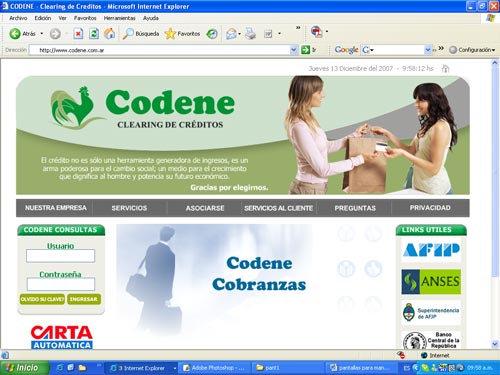 CODENE - Clearing de Creditos - Microsoft Internet Explorer
Archivo Edición Ver Favoritos Herramientas Ayuda
Atrás Búsqueda Favoritos
Dirección http://www.codene.com.ar Ir Google Configuración
Jueves 13 Diciembre del 2007 - 9:58:12 hs
Codene
CLEARING DE CRÉDITOS
El crédito no es sólo una herramienta generadora de ingresos, es un
arma poderosa para el cambio social; un medio para el crecimiento
que dignifica al hombre y potencia su futuro económico.
Gracias por elegirnos.
NUESTRA EMPRESA SERVICIOS ASOCIARSE SERVICIOS AL CLIENTE PREGUNTAS PRIVACIDAD
CODENE CONSULTAS
Usuario
Contraseña
OLVIDO SU CLAVE? INGRESAR
CARTA
AUTOMATICA
Codene
Cobranzas
LINKS UTILES
AFIP
ANSES
Superintendencia
de AFJP
Banco
Central de la
República
Internet
Inicio 3 Internet Explorer Adobe Photoshop - ... pant1 pantallas para man... ES 09:58 a.m.